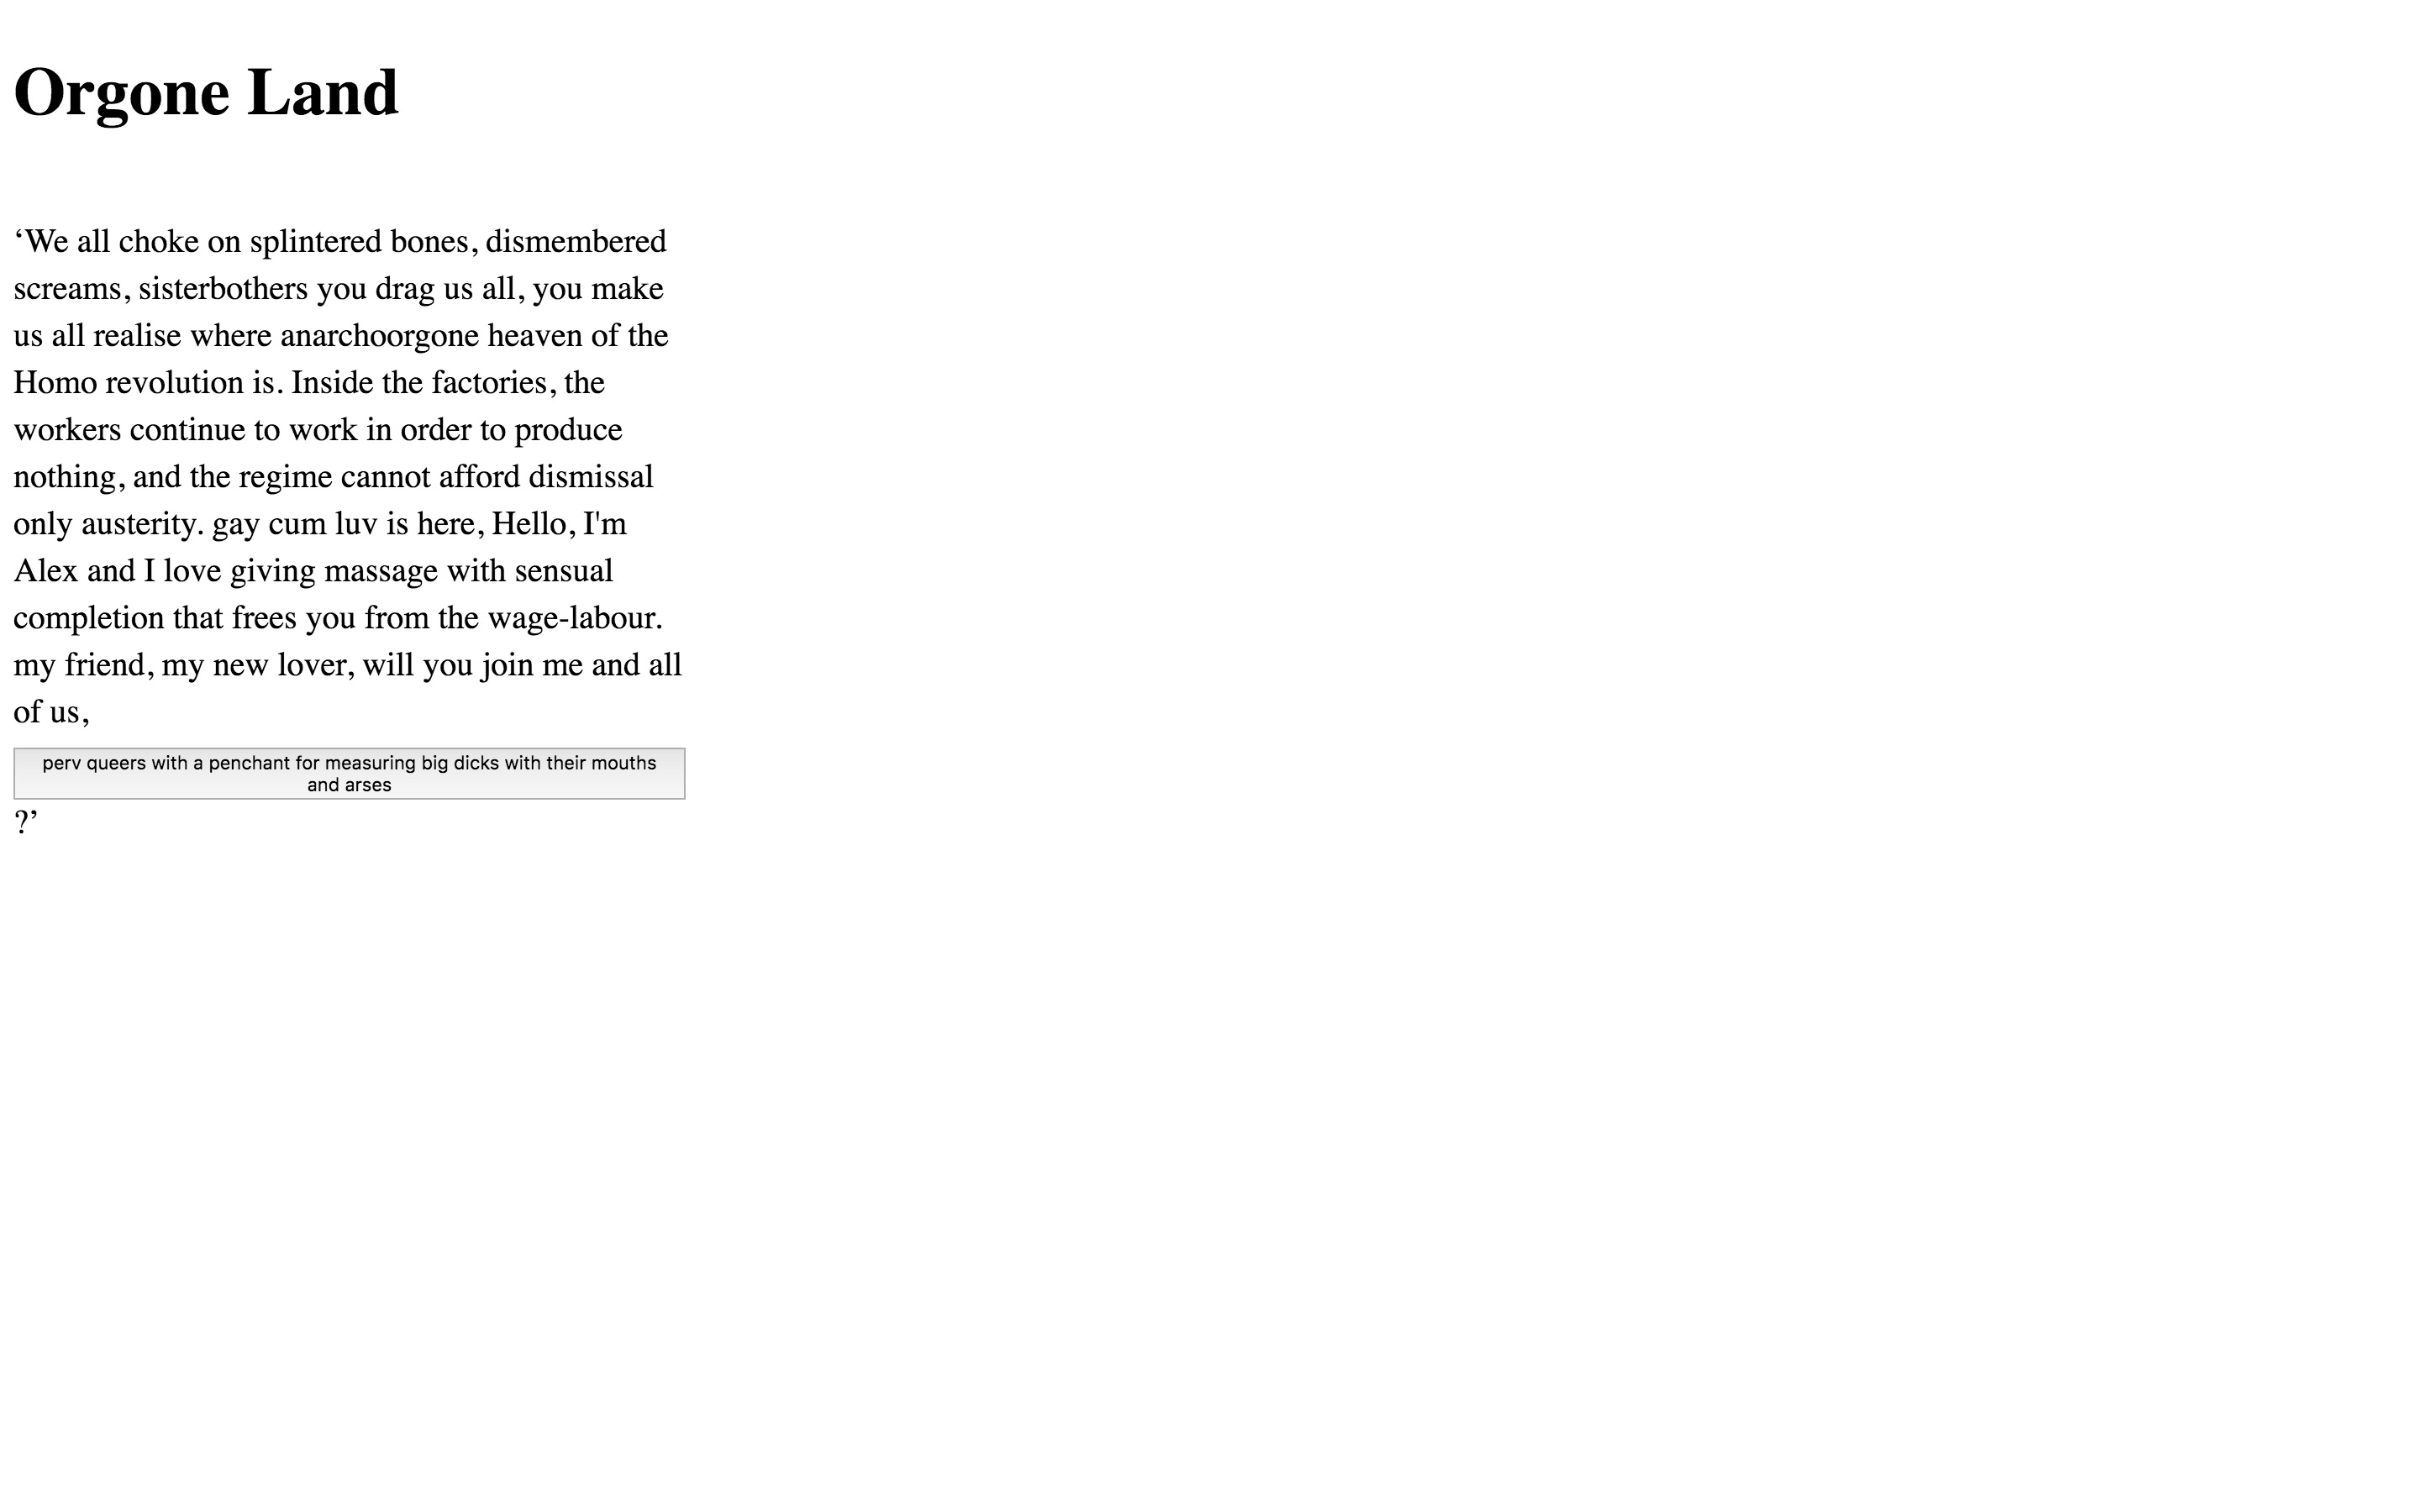 Orgone Land
‘We all choke on splintered bones, dismembered
screams, sisterbothers you drag us all, you make
us all realise where anarchoorgone heaven of the
Homo revolution is. Inside the factories, the
workers continue to work in order to produce
nothing, and the regime cannot afford dismissal
only austerity. gay cum luv is here, Hello, I'm
Alex and I love giving massage with sensual
completion that frees you from the wage-labour.
my friend, my new lover, will you join me and all
of us,
perv queers with a penchant for measuring big dicks with their mouths
and arses
?’